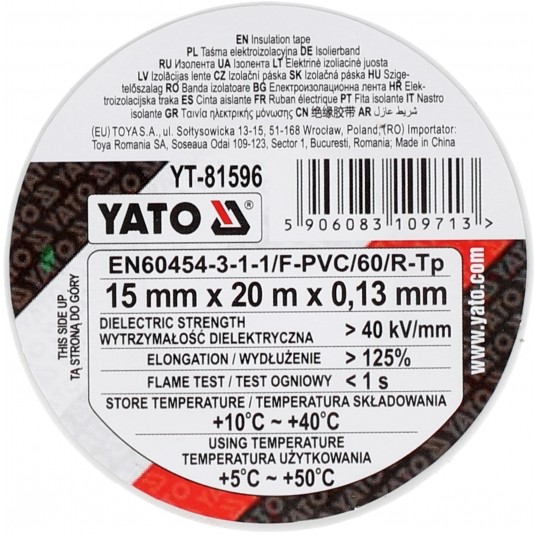 EN Insulation tape
PL Taśma elektroizolacyjna DE Isolierband
RU Изолента UA Ізолента LT Elektrinė izoliacinė juosta
LV Izolācijas lente CZ Izolační páska SK Izolačná páska HU Szige-
telőszalag RO Banda izolatoare BG Електроизолационна лента HR Elek-
troizolacijska traka ES Cinta aislante FR Ruban électrique PT Fita isolante IT Nastro
isolante GR Ταινία ηλεκτρικής μόνωσης CN 绝缘胶带 AR شريط عازل
(EU) TOYA S.A., ul. Sołtysowicka 13-15, 51-168 Wrocław, Poland; (RO) Importator:
Toya Romania SA, Soseaua Odai 109-123, Sector 1, Bucuresti, Romania; Made in China
YT-81596
YATO ®
5 906083 109713 >
EN60454-3-1-1/F-PVC/60/R-Tp
15 mm x 20 m x 0,13 mm
DIELECTRIC STRENGTH
WYTRZYMAŁOŚĆ DIELEKTRYCZNA > 40 kV/mm
ELONGATION / WYDŁUŻENIE > 125%
FLAME TEST / TEST OGNIOWY < 1 s
STORE TEMPERATURE / TEMPERATURA SKŁADOWANIA
+10°C ~ +40°C
USING TEMPERATURE
TEMPERATURA UŻYTKOWANIA
+5°C ~ +50°C
THIS SIDE UP
TĄ STRONĄ DO GÓRY
www.yato.com